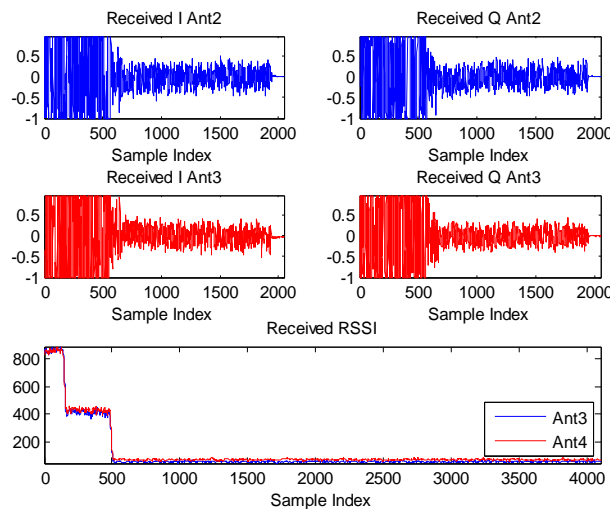 Received I Ant2
Received Q Ant2
0.5
0
-0.5
-1
0 500 1000 1500 2000
Sample Index
0.5
0
-0.5
-1
0 500 1000 1500 2000
Sample Index
Received I Ant3
Received Q Ant3
0.5
0
-0.5
-1
0 500 1000 1500 2000
Sample Index
0.5
0
-0.5
-1
0 500 1000 1500 2000
Sample Index
Received RSSI
800
600
400
200
0 500 1000 1500 2000 2500 3000 3500 4000
Sample Index
Ant3
Ant4